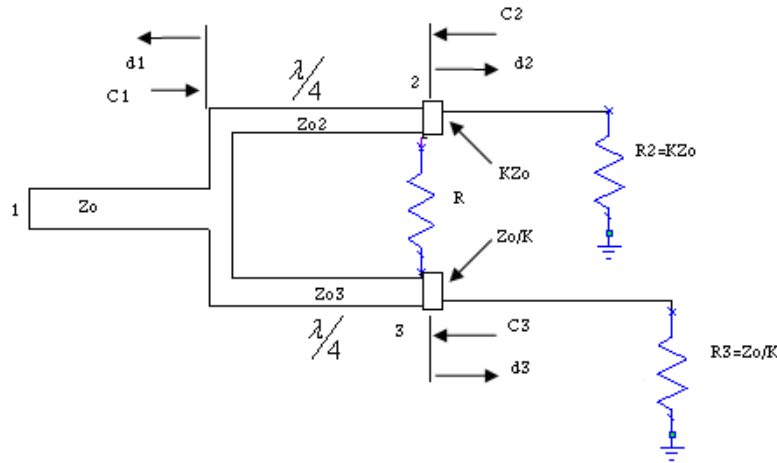 C2
d1
d2
λ/4
2
C1
Zo2
R2=KZo
KZo
R
1
Zo
Zo/K
Zo3
λ/4
3
C3
R3=Zo/K
d3